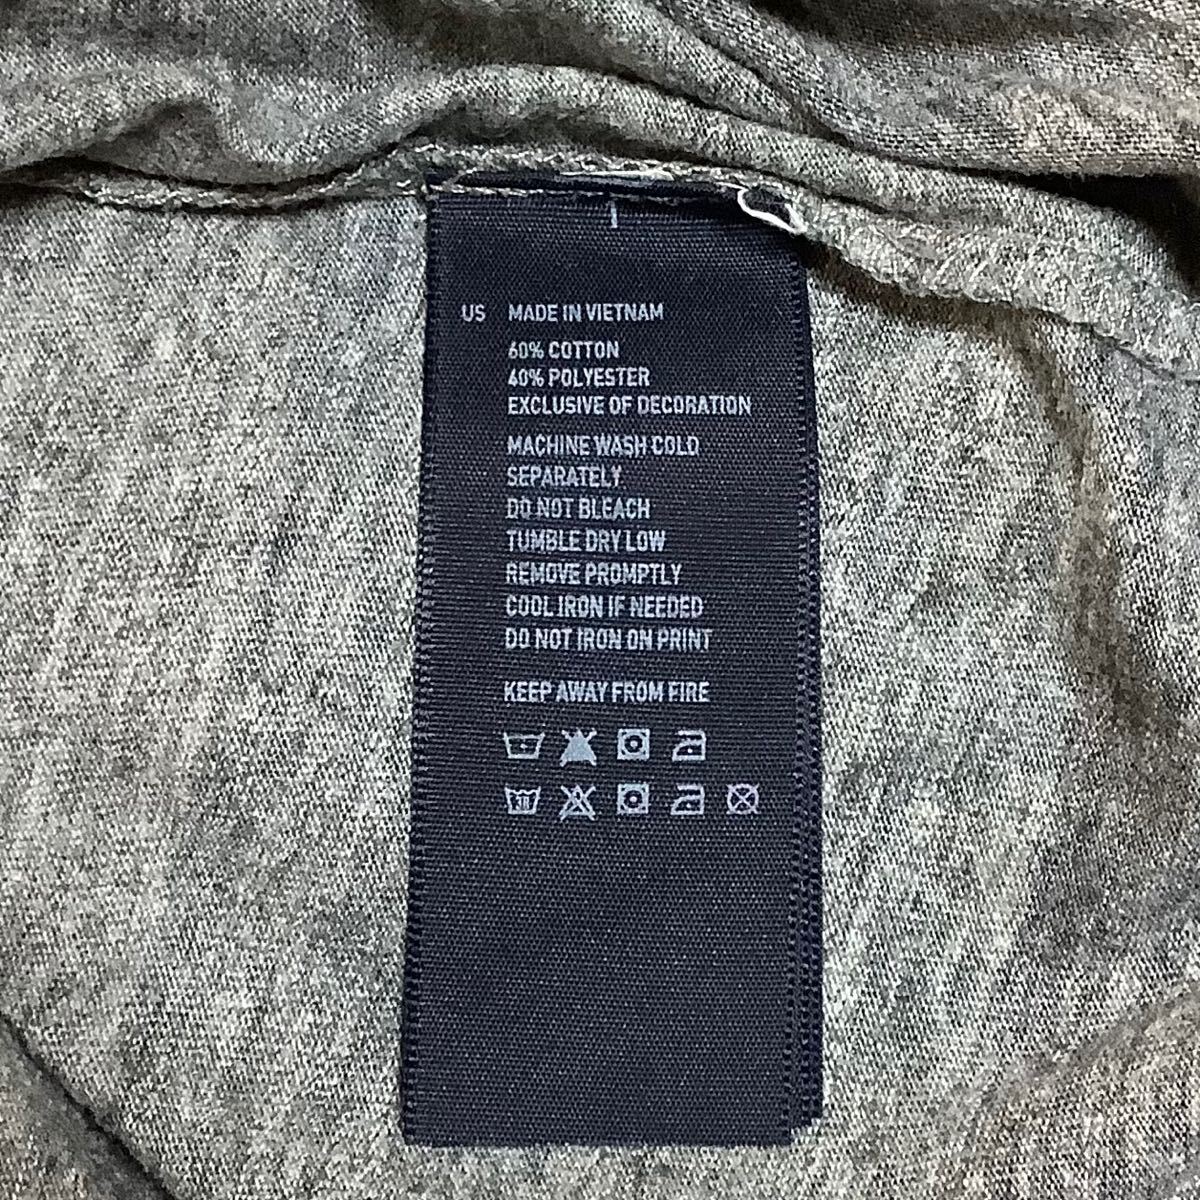 US MADE IN VIETNAM
60% COTTON
40% POLYESTER
EXCLUSIVE OF DECORATION
MACHINE WASH COLD
SEPARATELY
DO NOT BLEACH
TUMBLE DRY LOW
REMOVE PROMPTLY
COOL IRON IF NEEDED
DO NOT IRON ON PRINT
KEEP AWAY FROM FIRE
30